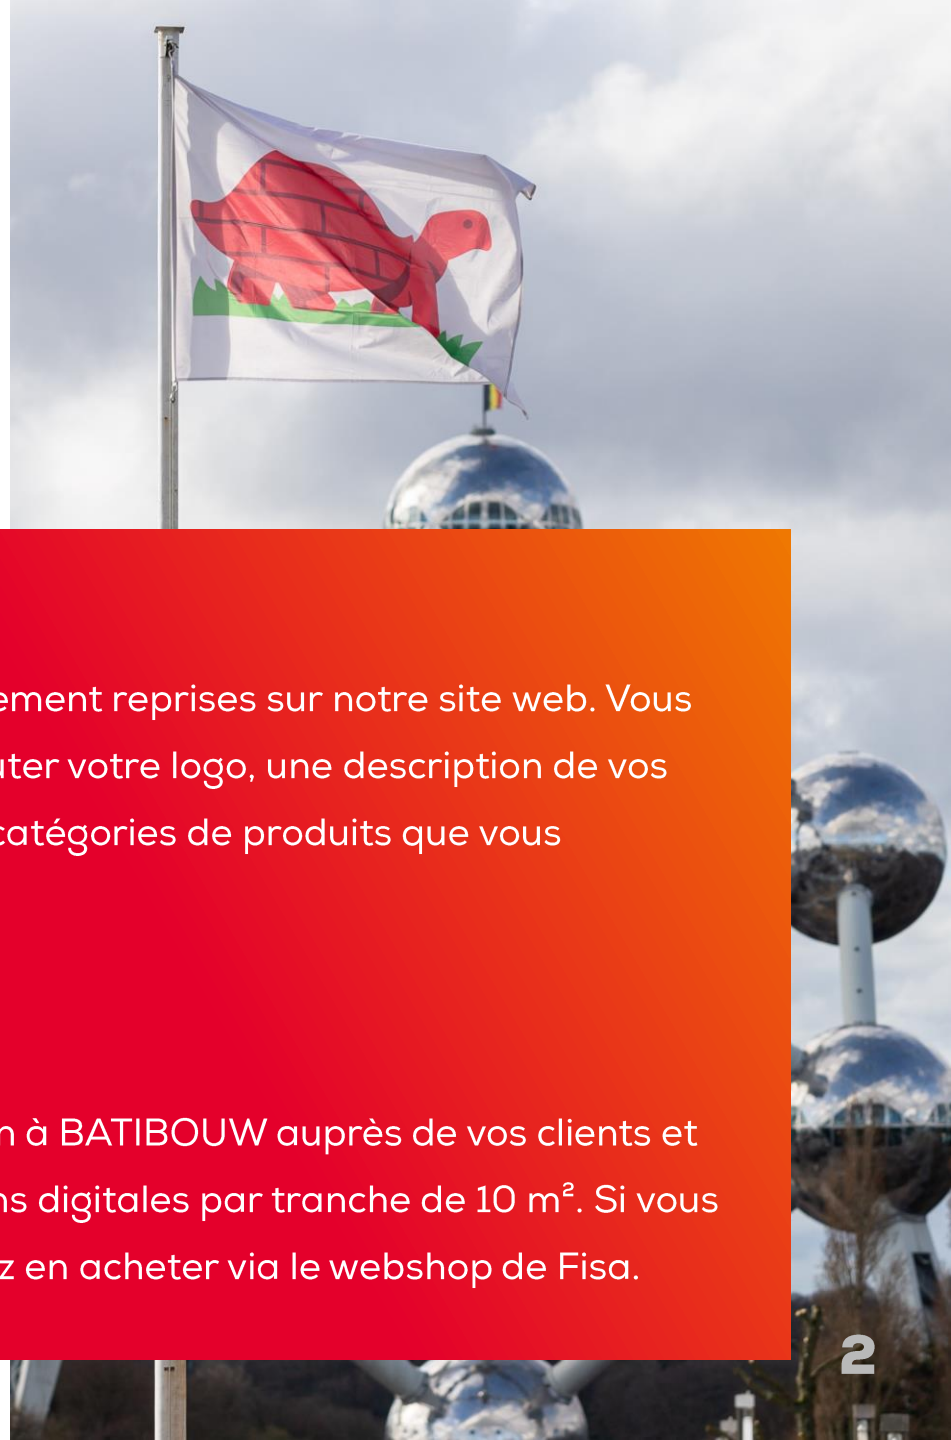 ement reprises sur notre site web. Vous
uter votre logo, une description de vos
catégories de produits que vous
n à BATIBOUW auprès de vos clients et
ns digitales par tranche de 10 m². Si vous
z en acheter via le webshop de Fisa.
2